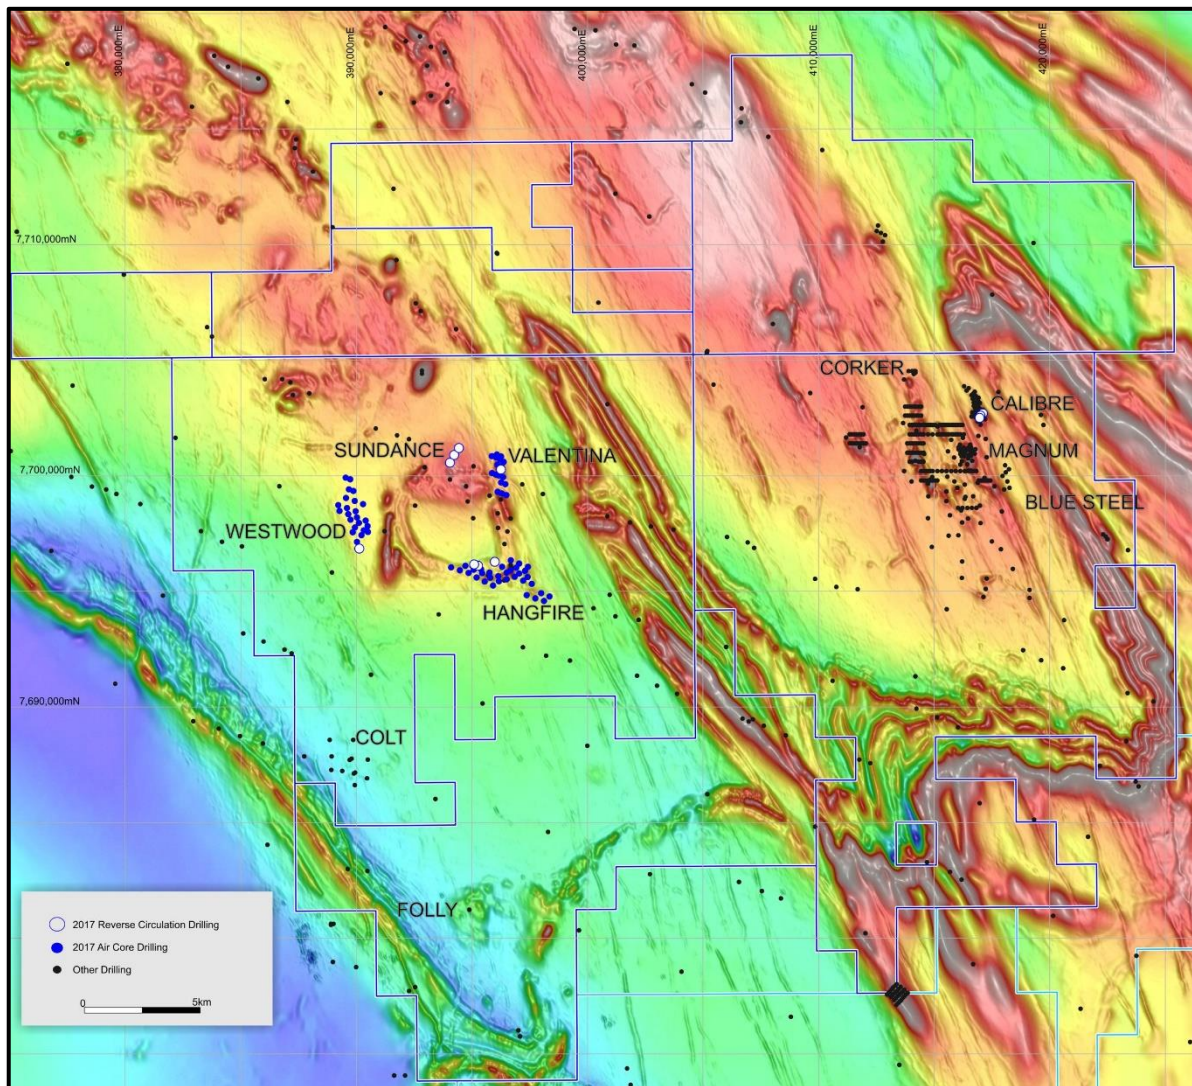 380,000mE
390,000mE
400,000mE
410,000mE
420,000mE
7,710,000mN
CORKER
CALIBRE
SUNDANCE
VALENTINA
MAGNUM
7,700,000mN
BLUE STEEL
WESTWOOD
HANGFIRE
7,690,000mN
COLT
FOLLY
2017 Reverse Circulation Drilling
2017 Air Core Drilling
Other Drilling
0 5km